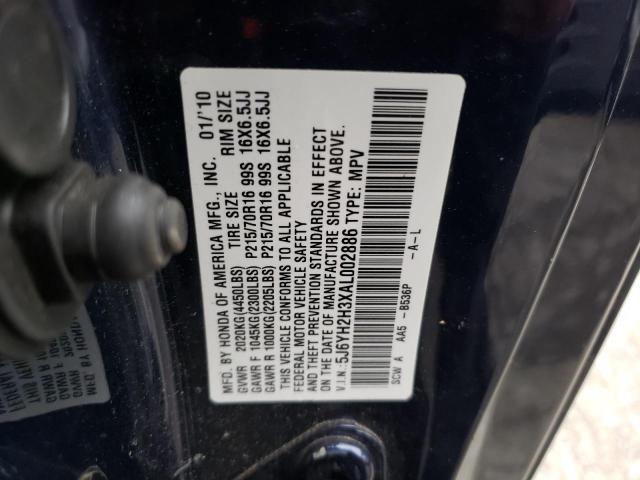 MFD. BY HONDA OF AMERICA MFG., INC. 01/'10
TIRE SIZE RIM SIZE
GVWR 2020KG(4450LBS)
GAWR F 1045KG(2300LBS) P215/70R16 99S 16X6.5JJ
GAWR R 1000KG(2205LBS) P215/70R16 99S 16X6.5JJ
THIS VEHICLE CONFORMS TO ALL APPLICABLE
FEDERAL MOTOR VEHICLE SAFETY
AND THEFT PREVENTION STANDARDS IN EFFECT
ON THE DATE OF MANUFACTURE SHOWN ABOVE.
V.I.N.: 5J6YH2H3XAL002886 TYPE: MPV
SCW A AA5 - B536P - A - L